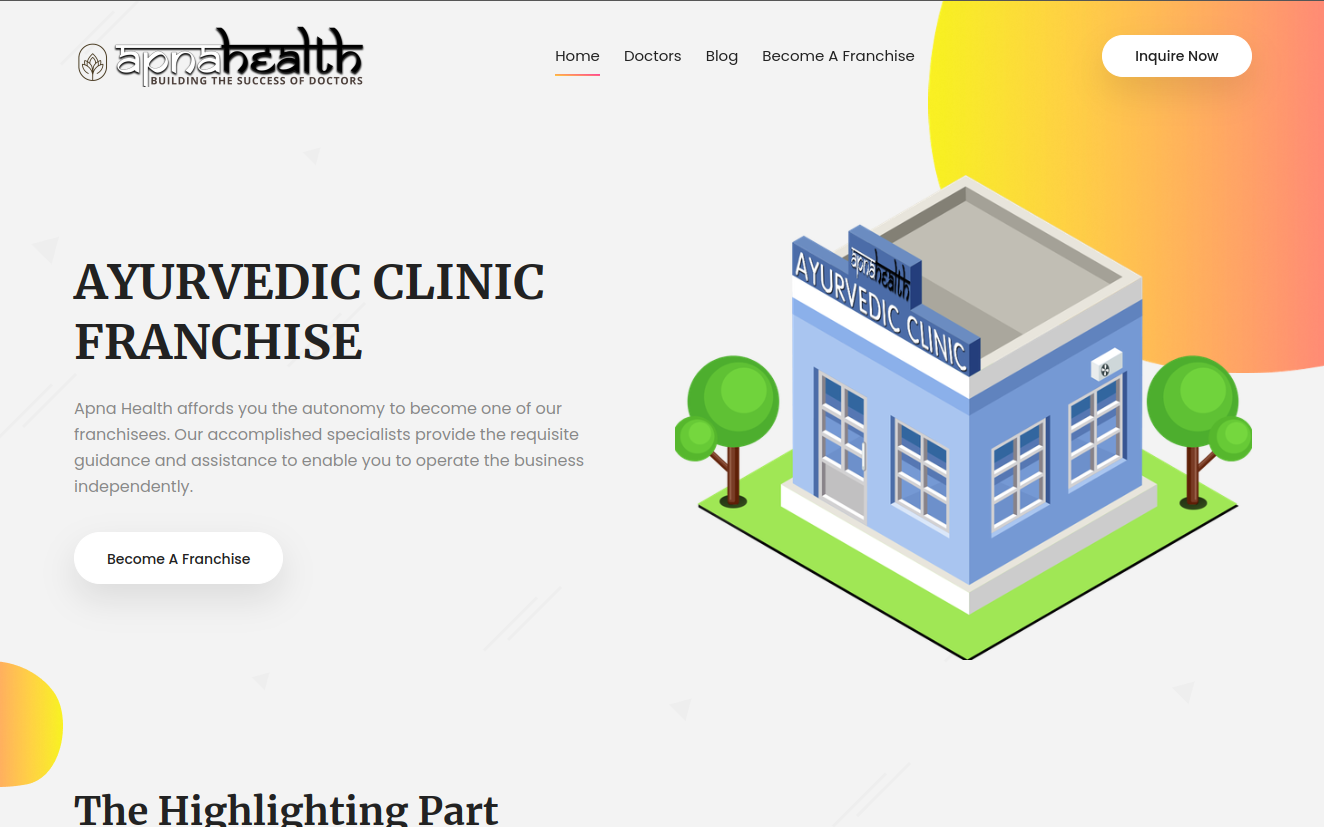 apnahealth
BUILDING THE SUCCESS OF DOCTORS
Home
Doctors
Blog
Become A Franchise
Inquire Now
AYURVEDIC CLINIC
FRANCHISE
Apna Health affords you the autonomy to become one of our
franchisees. Our accomplished specialists provide the requisite
guidance and assistance to enable you to operate the business
independently.
Become A Franchise
apnahealth
AYURVEDIC CLINIC
The Highlighting Part